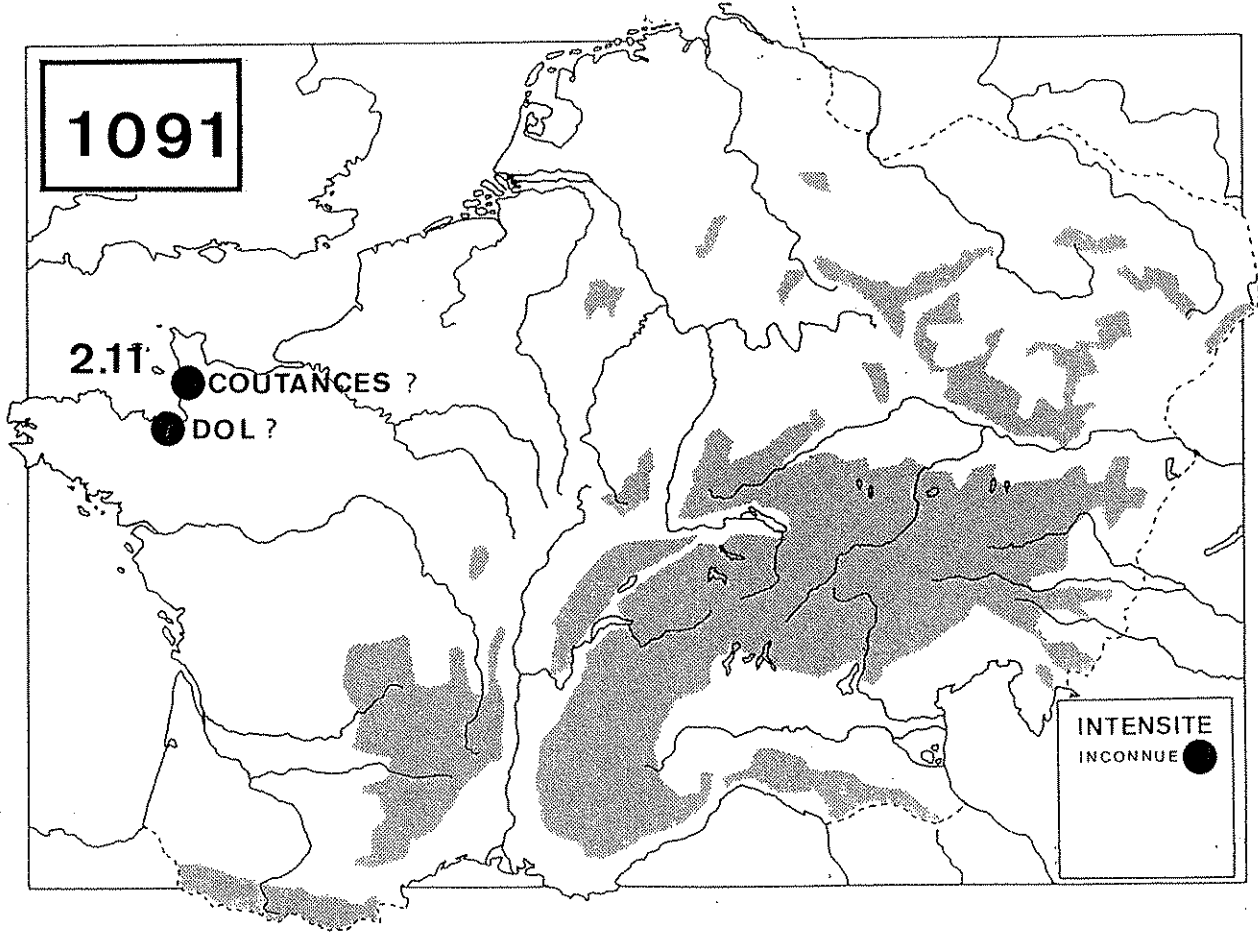 1091
2.11
COUTANCES ?
DOL ?
INTENSITE
INCONNUE